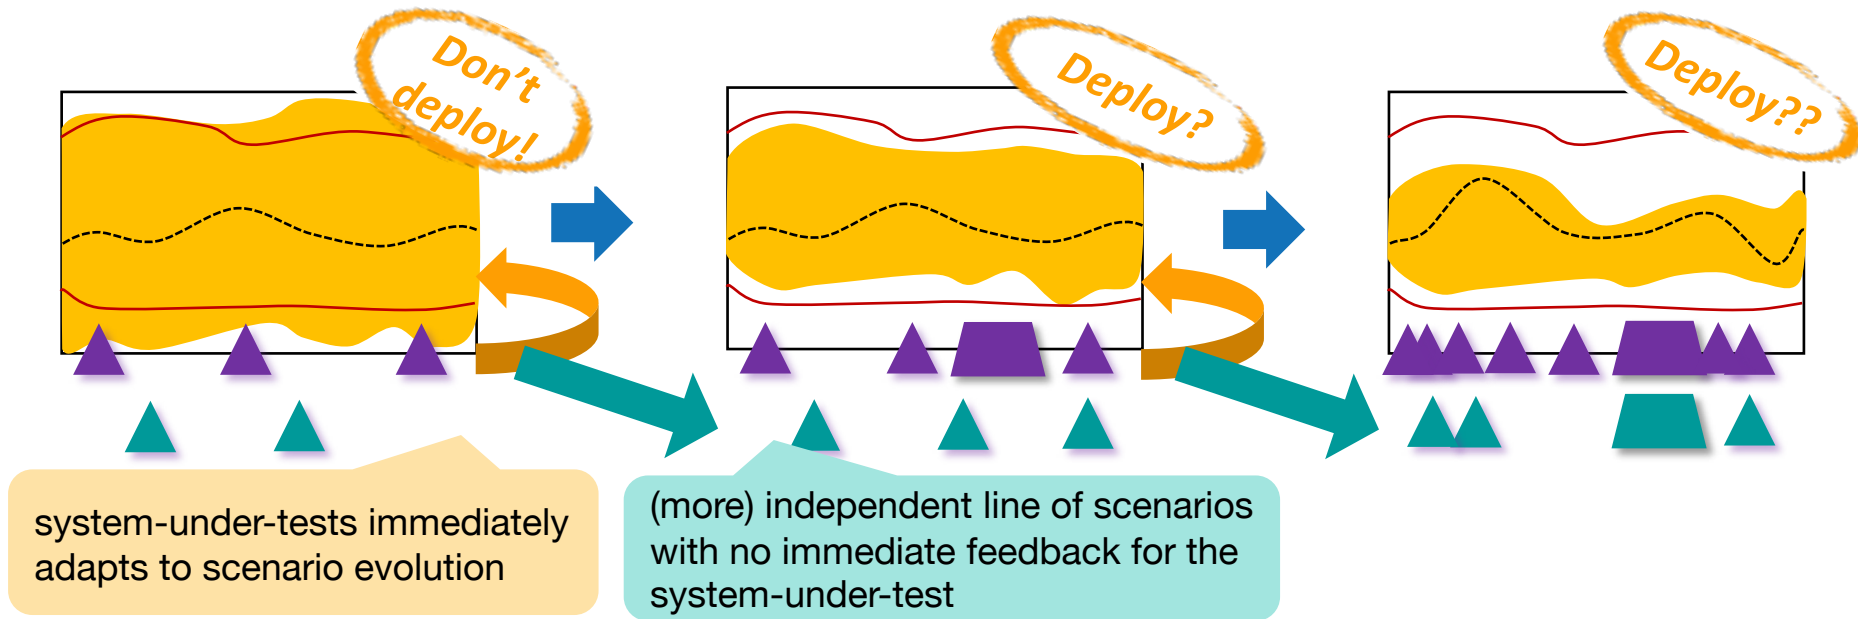 Don't
deploy!
Deploy?
Deploy??
system-under-tests immediately
adapts to scenario evolution
(more) independent line of scenarios
with no immediate feedback for the
system-under-test